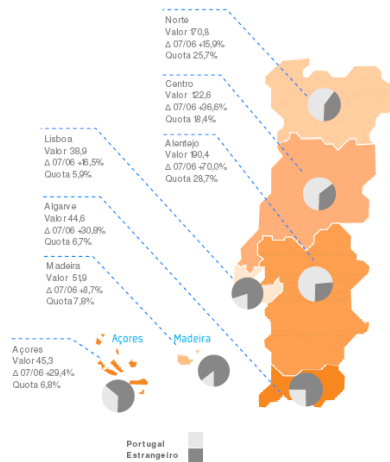 Norte
Valor 170,8
Δ 07/06 +15,9%
Quota 25,7%
Centro
Valor 122,6
Δ 07/06 +36,6%
Quota 18,4%
Lisboa
Valor 38,9
Δ 07/06 +16,5%
Quota 5,9%
Alentejo
Valor 190,4
Δ 07/06 +70,0%
Quota 28,7%
Algarve
Valor 44,6
Δ 07/06 +30,8%
Quota 6,7%
Madeira
Valor 51,9
Δ 07/06 +8,7%
Quota 7,8%
Açores
Madeira
Açores
Valor 45,3
Δ 07/06 +29,4%
Quota 6,8%
Portugal
Estrangeiro